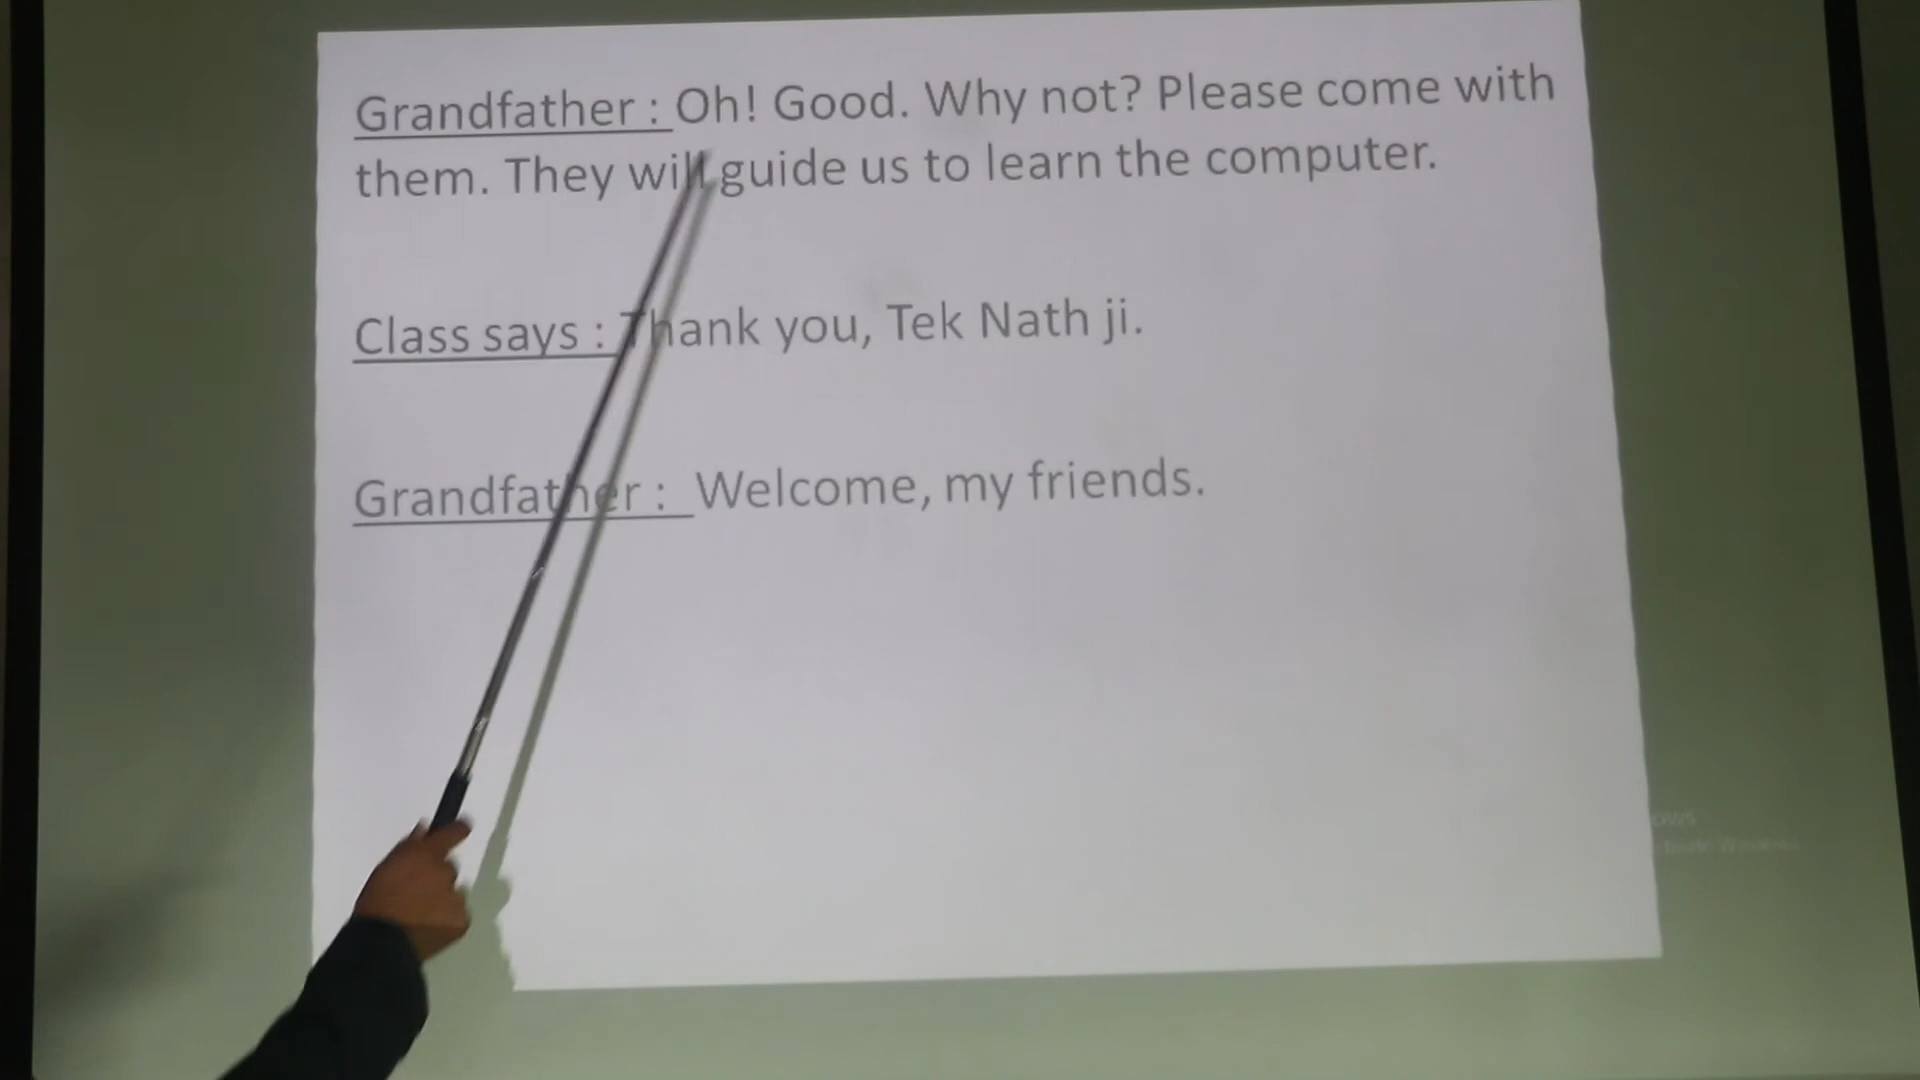 Grandfather : Oh! Good. Why not? Please come with
them. They will guide us to learn the computer.
Class says : Thank you, Tek Nath ji.
Grandfather : Welcome, my friends.